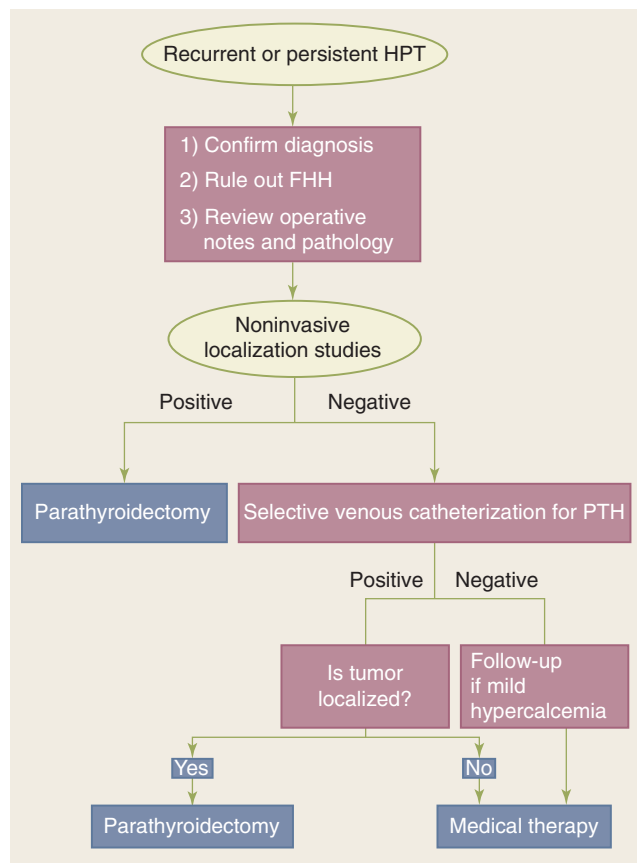 Recurrent or persistent HPT
1) Confirm diagnosis
2) Rule out FHH
3) Review operative
notes and pathology
Noninvasive
localization studies
Positive
Negative
Parathyroidectomy
Selective venous catheterization for PTH
Positive
Negative
Is tumor
localized?
Follow-up
if mild
hypercalcemia
Yes
No
Parathyroidectomy
Medical therapy